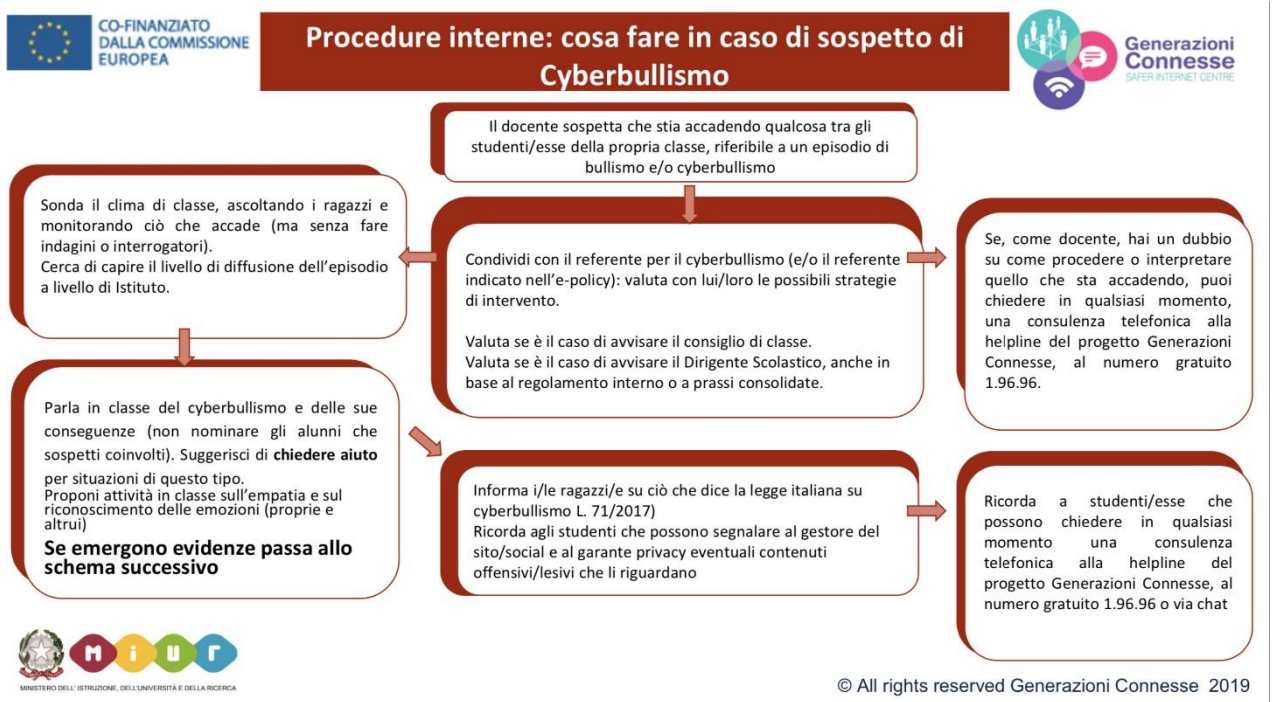 CO-FINANZIATO
DALLA COMMISSIONE
EUROPEA
Procedure interne: cosa fare in caso di sospetto di
Cyberbullismo
Generazioni
Connesse
SAFER INTERNET CENTRE
Il docente sospetta che stia accadendo qualcosa tra gli
studenti/esse della propria classe, riferibile a un episodio di
bullismo e/o cyberbullismo
Sonda il clima di classe, ascoltando i ragazzi e
monitorando ciò che accade (ma senza fare
indagini o interrogatori).
Cerca di capire il livello di diffusione dell'episodio
a livello di Istituto.
Condividi con il referente per il cyberbullismo (e/o il referente
indicato nell'e-policy): valuta con lui/loro le possibili strategie
di intervento.
Valuta se è il caso di avvisare il consiglio di classe.
Valuta se è il caso di avvisare il Dirigente Scolastico, anche in
base al regolamento interno o a prassi consolidate.
Se, come docente, hai un dubbio
su come procedere o interpretare
quello che sta accadendo, puoi
chiedere in qualsiasi momento,
una consulenza telefonica alla
helpline del progetto Generazioni
Connesse, al numero gratuito
1.96.96.
Parla in classe del cyberbullismo e delle sue
conseguenze (non nominare gli alunni che
sospetti coinvolti). Suggerisci di chiedere aiuto
per situazioni di questo tipo.
Proponi attività in classe sull'empatia e sul
riconoscimento delle emozioni (proprie e
altrui)
Se emergono evidenze passa allo
schema successivo
Informa i/le ragazzi/e su ciò che dice la legge italiana su
cyberbullismo L. 71/2017)
Ricorda agli studenti che possono segnalare al gestore del
sito/social e al garante privacy eventuali contenuti
offensivi/lesivi che li riguardano
Ricorda a studenti/esse che
possono chiedere in qualsiasi
momento una consulenza
telefonica alla helpline del
progetto Generazioni Connesse, al
numero gratuito 1.96.96 o via chat
M i U r
MINISTERO DELL' ISTRUZIONE, DELL'UNIVERSITÀ E DELLA RICERCA
© All rights reserved Generazioni Connesse 2019